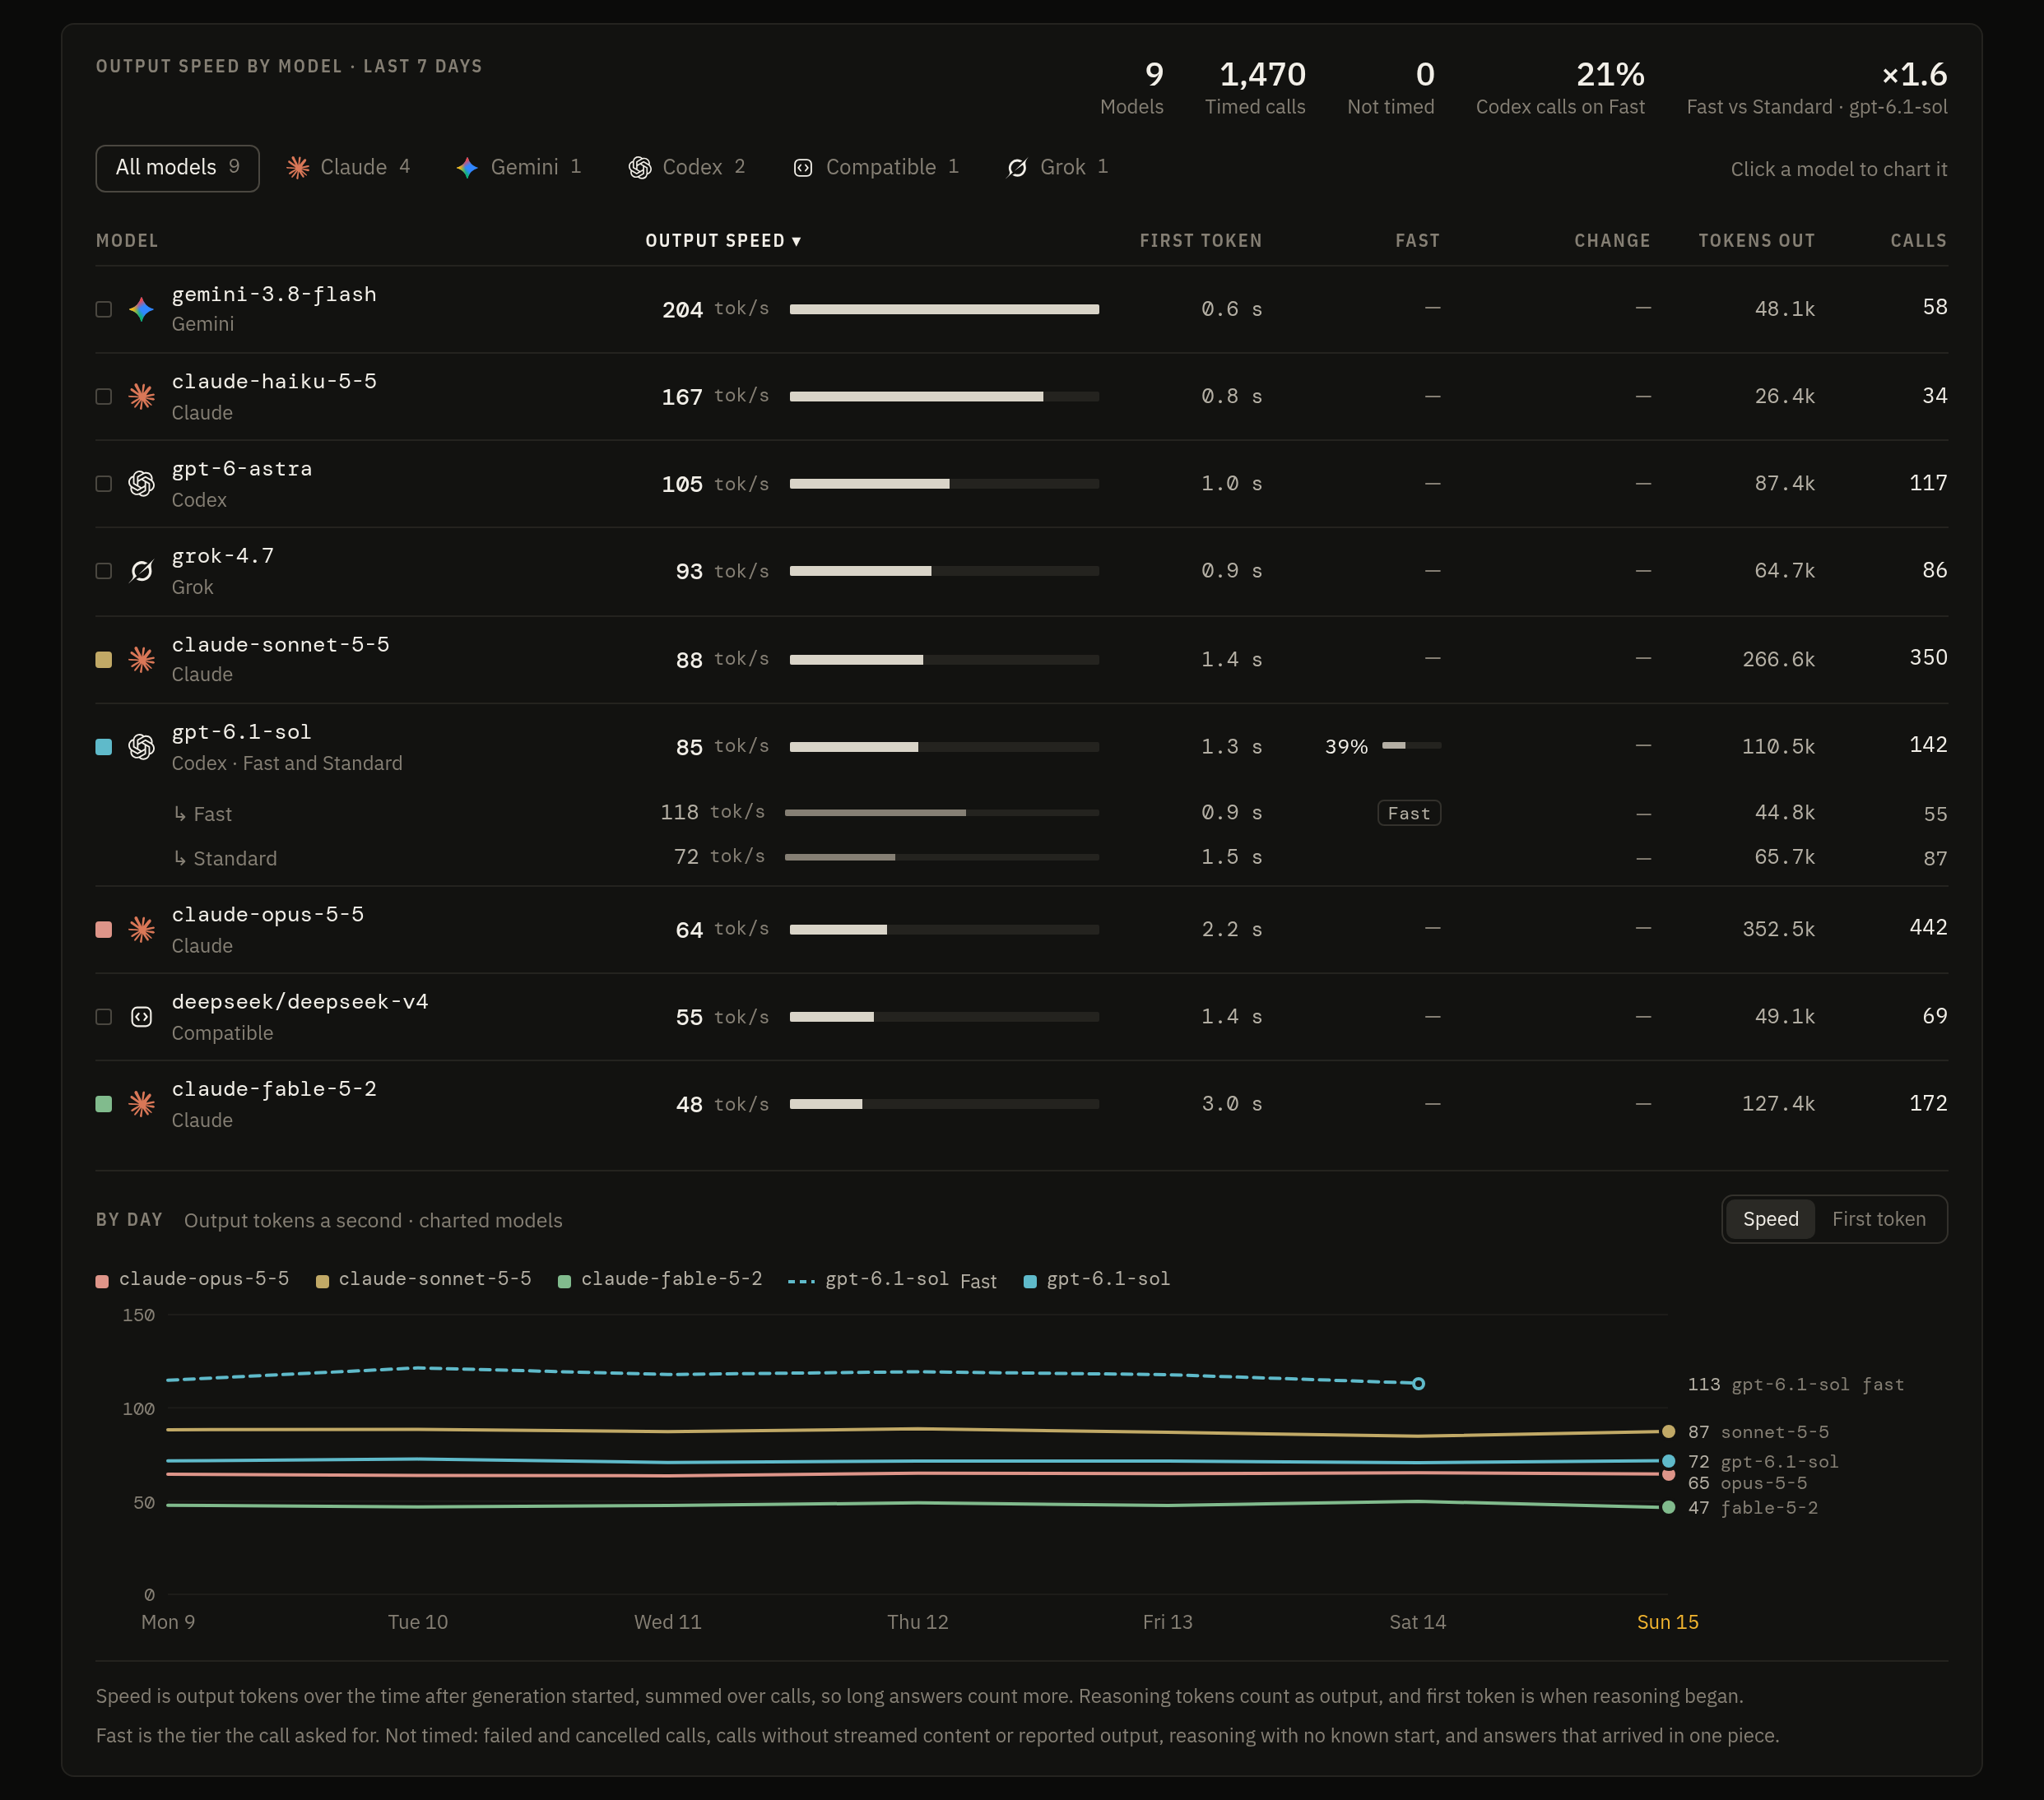 OUTPUT SPEED BY MODEL · LAST 7 DAYS
9 1,470 0 21% ×1.6
Models Timed calls Not timed Codex calls on Fast Fast vs Standard · gpt-6.1-sol
All models 9 Claude 4 Gemini 1 Codex 2 Compatible 1 Grok 1 Click a model to chart it
MODEL OUTPUT SPEED ▼ FIRST TOKEN FAST CHANGE TOKENS OUT CALLS
gemini-3.8-flash
204 tok/s 0.6 s — — 48.1k 58
Gemini
claude-haiku-5-5
167 tok/s 0.8 s — — 26.4k 34
Claude
gpt-6-astra
105 tok/s 1.0 s — — 87.4k 117
Codex
grok-4.7
93 tok/s 0.9 s — — 64.7k 86
Grok
claude-sonnet-5-5
88 tok/s 1.4 s — — 266.6k 350
Claude
gpt-6.1-sol
85 tok/s 1.3 s 39% — 110.5k 142
Codex · Fast and Standard
↳ Fast 118 tok/s 0.9 s Fast — 44.8k 55
↳ Standard 72 tok/s 1.5 s — 65.7k 87
claude-opus-5-5
64 tok/s 2.2 s — — 352.5k 442
Claude
deepseek/deepseek-v4
55 tok/s 1.4 s — — 49.1k 69
Compatible
claude-fable-5-2
48 tok/s 3.0 s — — 127.4k 172
Claude
BY DAY Output tokens a second · charted models Speed First token
claude-opus-5-5 claude-sonnet-5-5 claude-fable-5-2 gpt-6.1-sol Fast gpt-6.1-sol
150
113 gpt-6.1-sol fast
100
87 sonnet-5-5
72 gpt-6.1-sol
65 opus-5-5
50
47 fable-5-2
0
Mon 9 Tue 10 Wed 11 Thu 12 Fri 13 Sat 14 Sun 15
Speed is output tokens over the time after generation started, summed over calls, so long answers count more. Reasoning tokens count as output, and first token is when reasoning began.
Fast is the tier the call asked for. Not timed: failed and cancelled calls, calls without streamed content or reported output, reasoning with no known start, and answers that arrived in one piece.